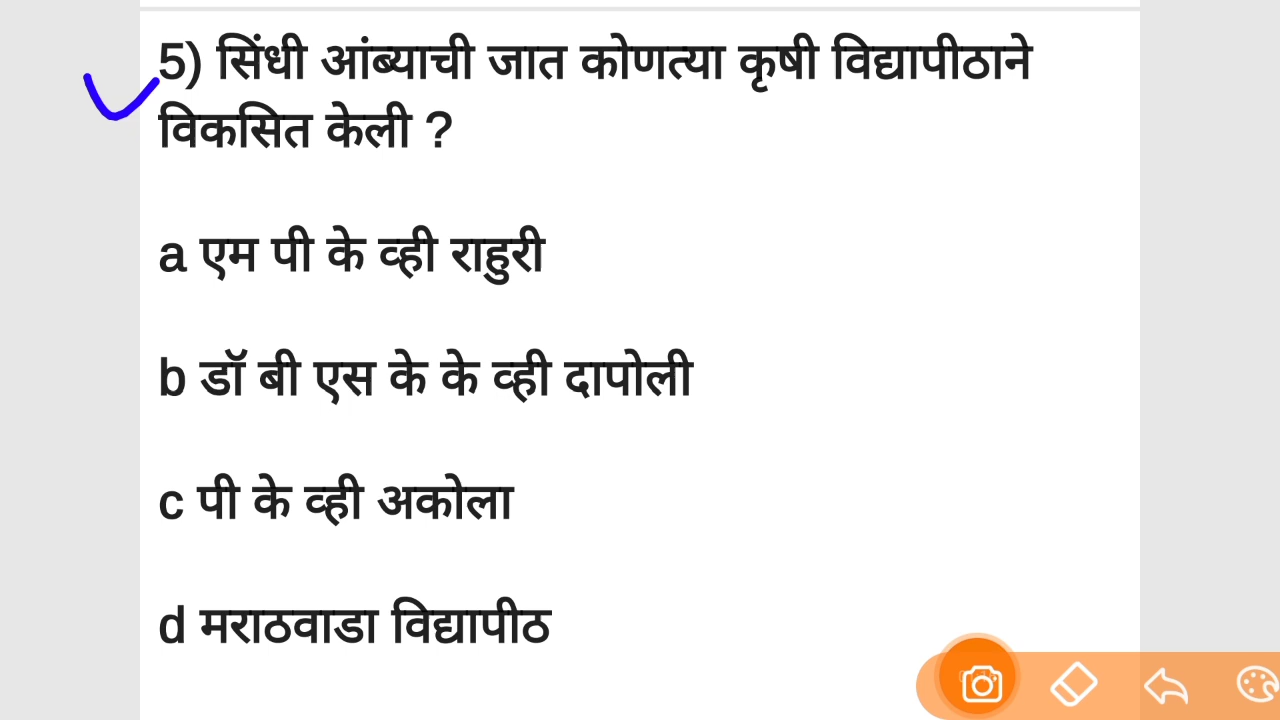 5) सिंधी आंब्याची जात कोणत्या कृषी विद्यापीठाने
विकसित केली ?
a एम पी के व्ही राहुरी
b डॉ बी एस के के व्ही दापोली
c पी के व्ही अकोला
d मराठवाडा विद्यापीठ